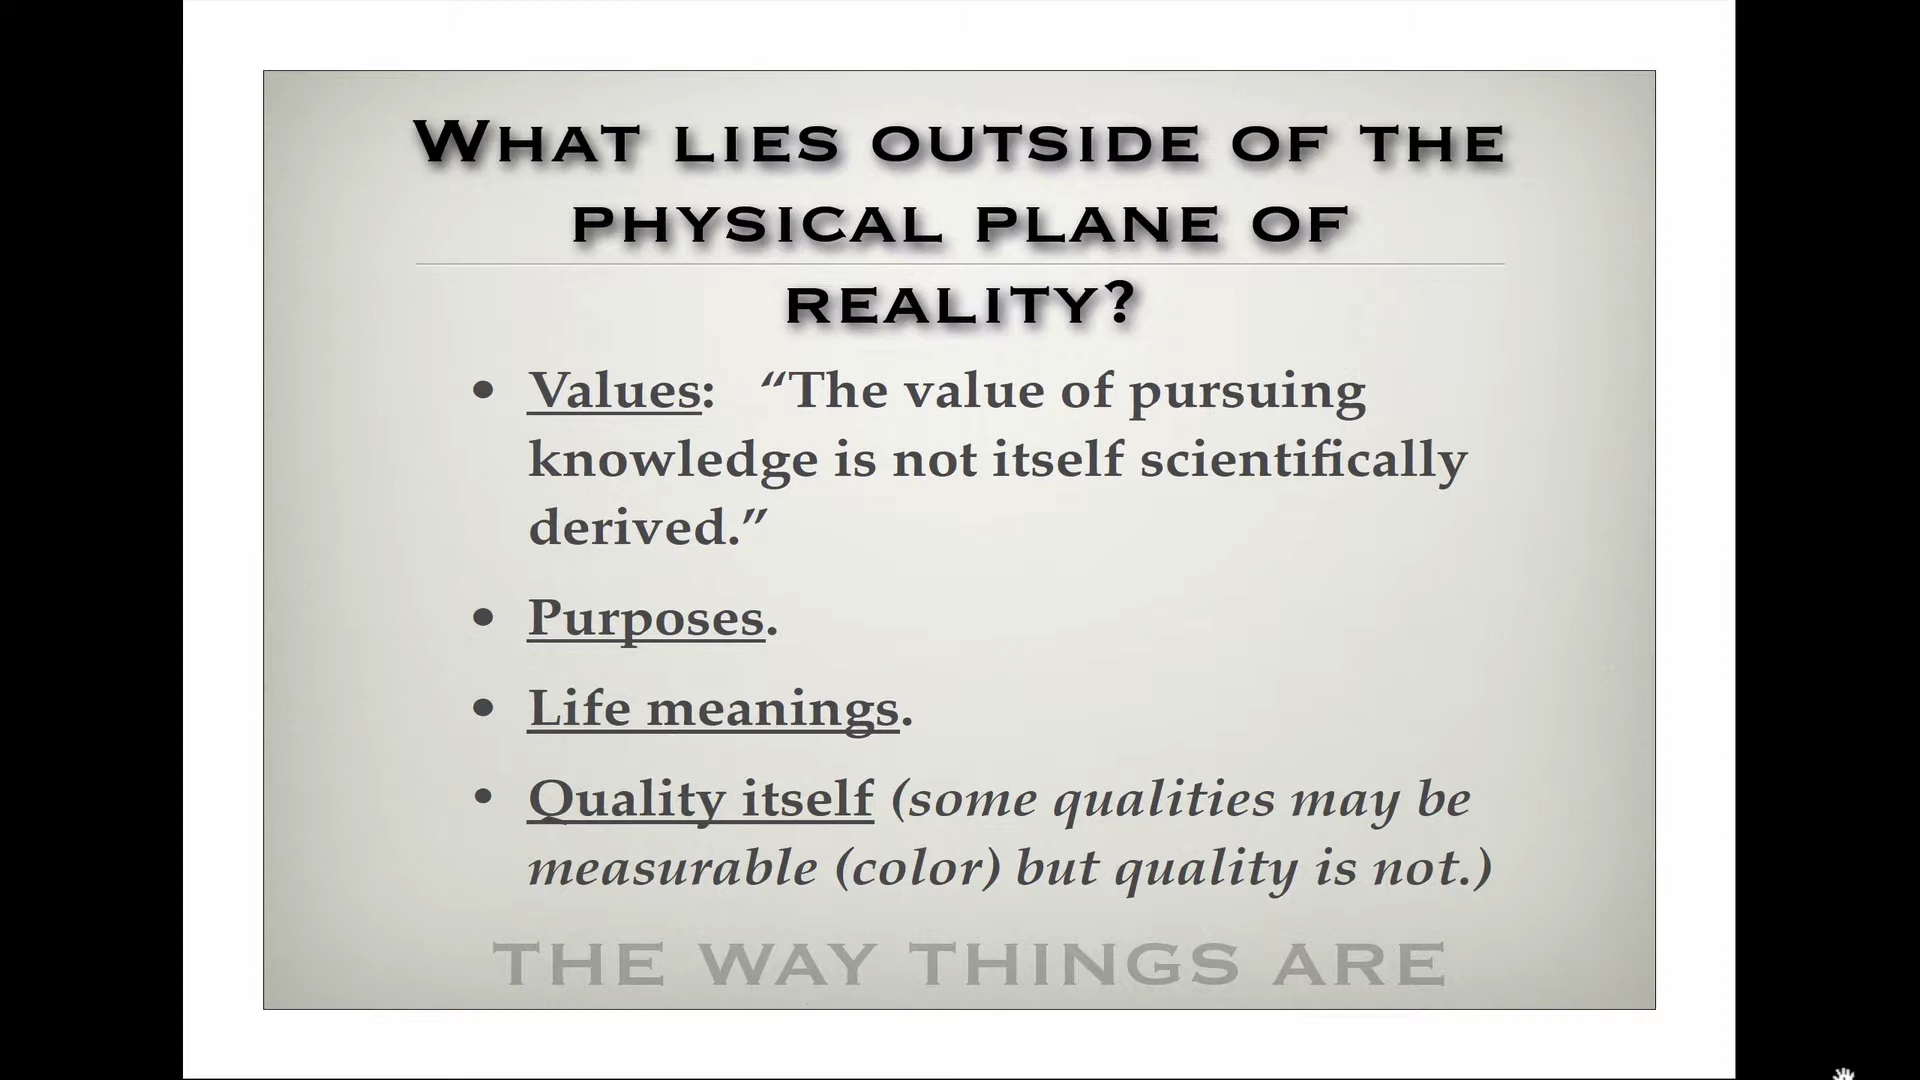 What lies outside of the
physical plane of
reality?
• Values: “The value of pursuing
knowledge is not itself scientifically
derived.”
• Purposes.
• Life meanings.
• Quality itself (some qualities may be
measurable (color) but quality is not.)
The Way Things Are